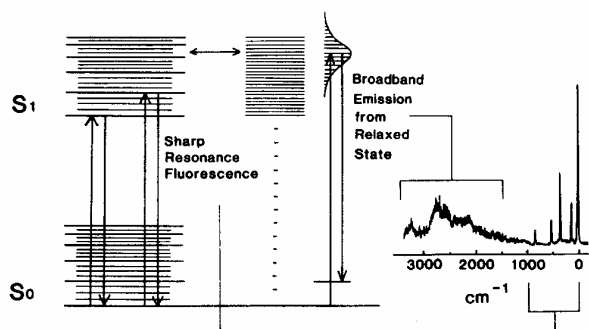 S1
S0
Sharp
Resonance
Fluorescence
Broadband
Emission
from
Relaxed
State
3000 2000 1000 0
cm⁻¹